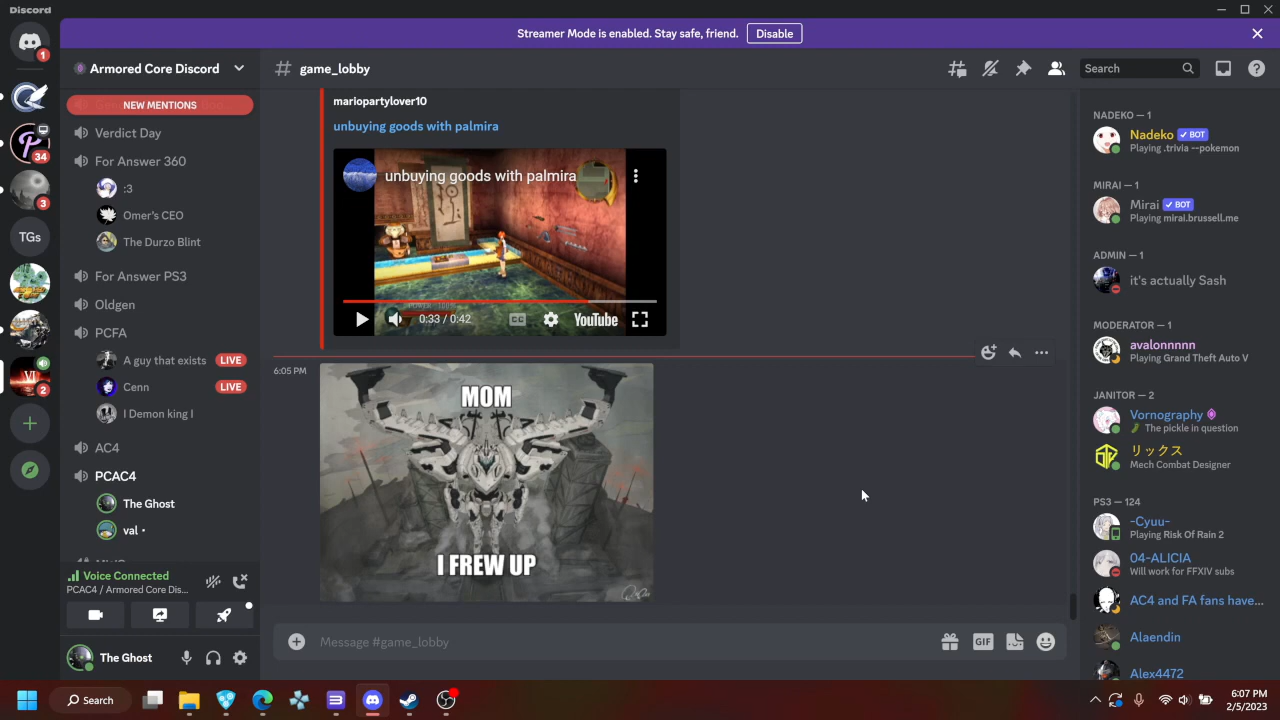 Discord
Streamer Mode is enabled. Stay safe, friend.
Disable
1
34
3
TGs
VI
2
Armored Core Discord
NEW MENTIONS
Verdict Day
For Answer 360
:3
Omer's CEO
The Durzo Blint
For Answer PS3
Oldgen
PCFA
A guy that exists LIVE
Cenn LIVE
I Demon king I
AC4
PCAC4
The Ghost
val •
Voice Connected
PCAC4 / Armored Core Dis...
The Ghost
# game_lobby
Search
mariopartylover10
unbuying goods with palmira
unbuying goods with palmira
0:33 / 0:42
CC
YouTube
6:05 PM
MOM
I FREW UP
Message #game_lobby
GIF
NADEKO — 1
Nadeko BOT
Playing .trivia --pokemon
MIRAI — 1
Mirai BOT
Playing mirai.brussell.me
ADMIN — 1
it's actually Sash
MODERATOR — 1
avalonnnnn
Playing Grand Theft Auto V
JANITOR — 2
Vornography
The pickle in question
リックス
Mech Combat Designer
PS3 — 124
-Cyuu-
Playing Risk Of Rain 2
04-ALICIA
Will work for FFXIV subs
AC4 and FA fans have...
Alaendin
Alex4472
Search
6:07 PM
2/5/2023